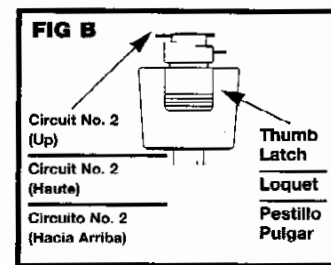 FIG B
Circuit No. 2
(Up)
Circuit No. 2
(Haute)
Circuito No. 2
(Hacia Arriba)
Thumb
Latch
Loquet
Pestillo
Pulgar